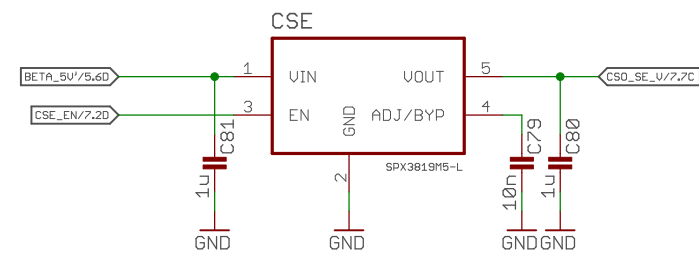 CSE
BETA_5V'/5.6D
1
VIN
VOUT
5
CSO_SE_V/7.7C
CSE_EN/7.2D
3
EN
GND
ADJ/BYP
4
C81
1u
2
SPX3819M5-L
C79
10n
C80
1u
GND
GND
GND
GND